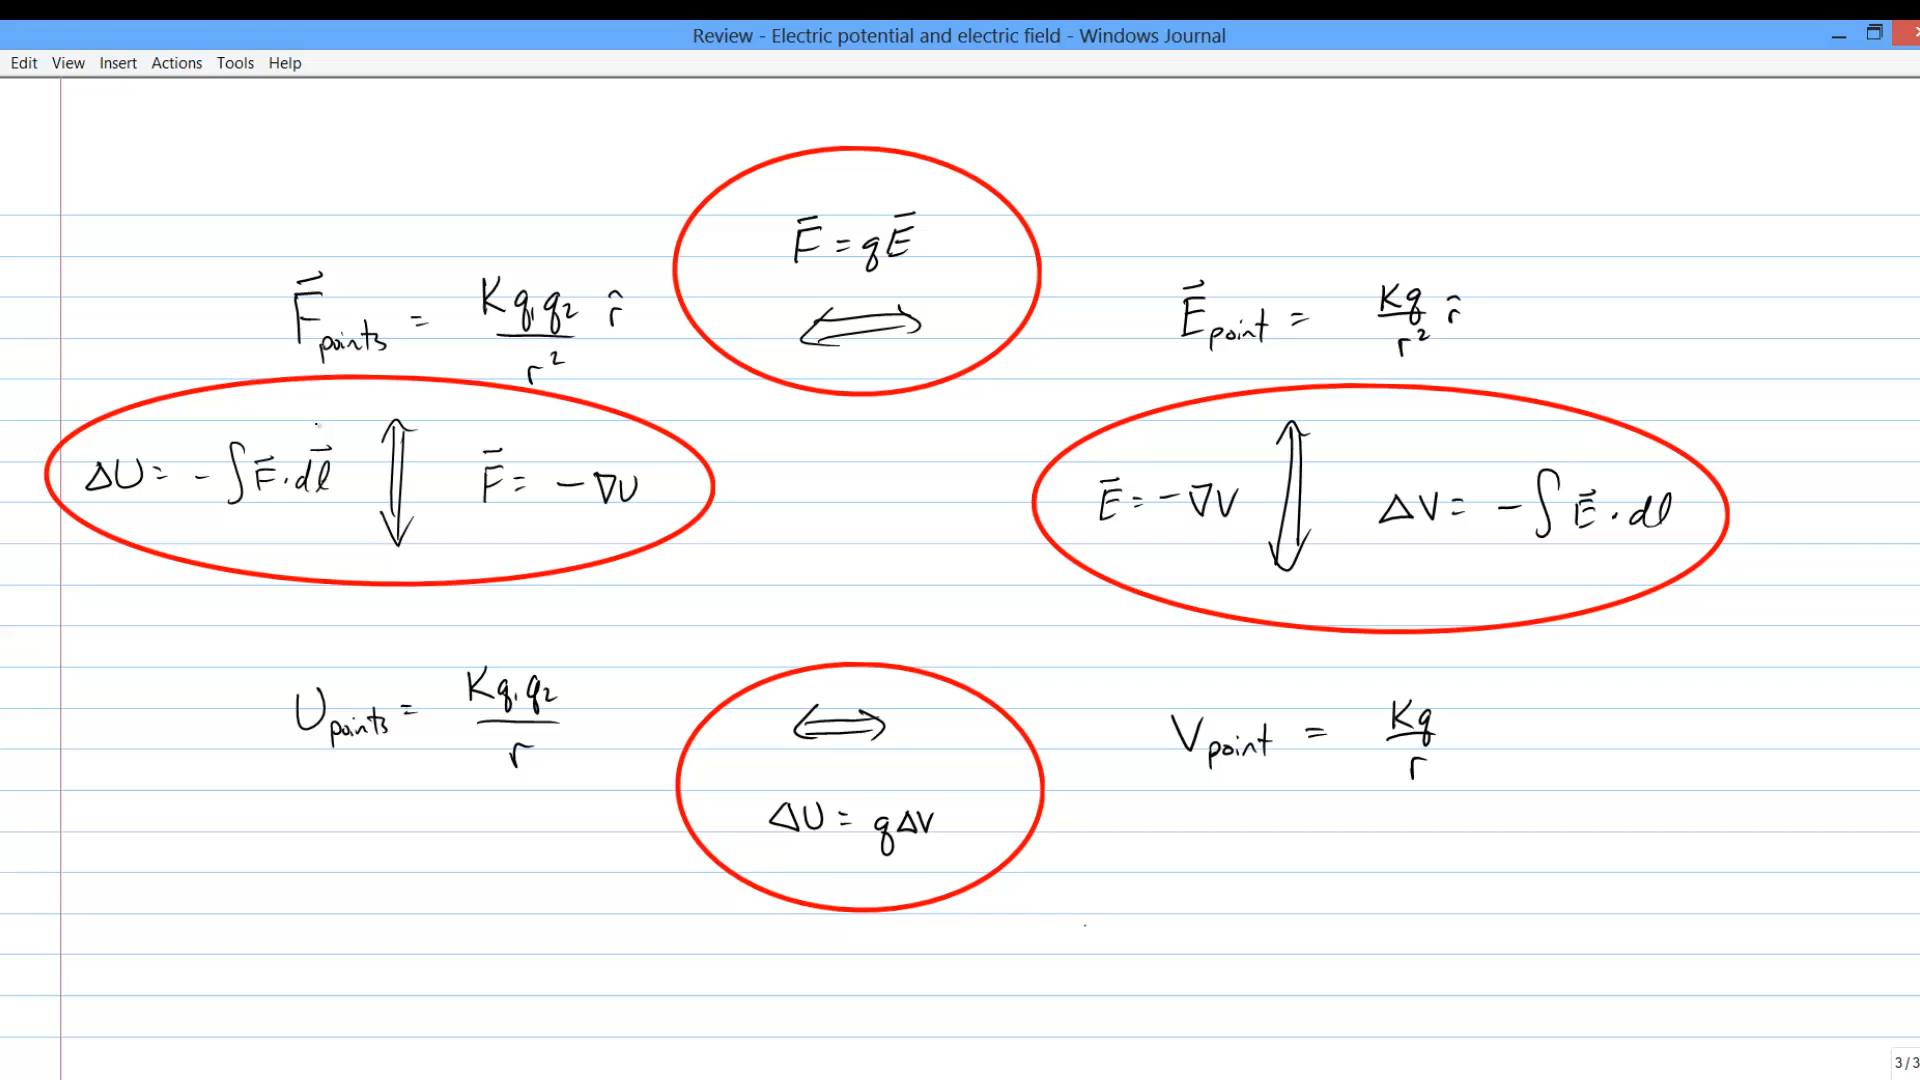 Review - Electric potential and electric field - Windows Journal
Edit View Insert Actions Tools Help
F⃗ = qE⃗
F⃗points = Kq₁q₂/r² r̂
⟺
E⃗point = Kq/r² r̂
ΔU = -∫F⃗·dl⃗ ⇕ F⃗ = -∇U
E⃗ = -∇V ⇕ ΔV = -∫E⃗·dl
Upoints = Kq₁q₂/r
⟺
Vpoint = Kq/r
ΔU = qΔV
3/3